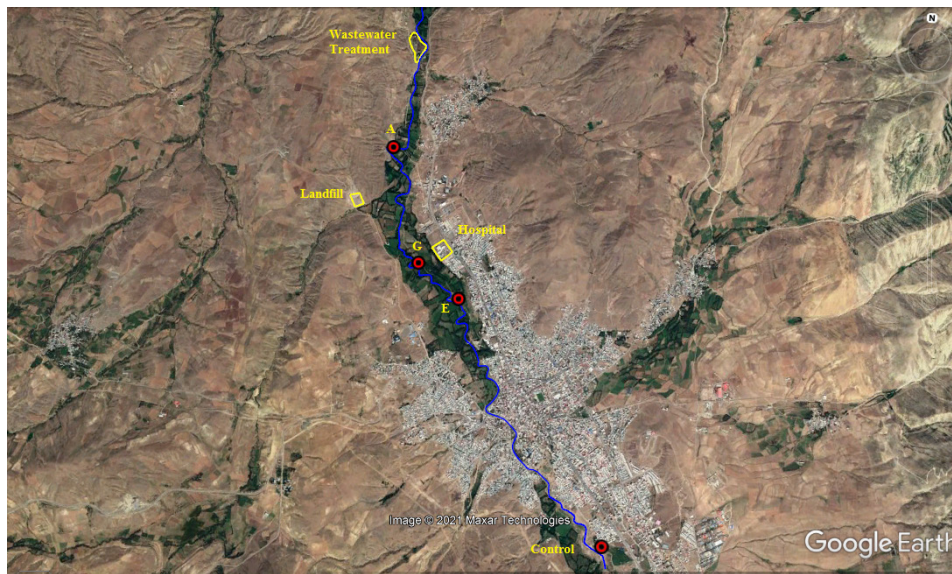 N
Wastewater
Treatment
A
Landfill
Hospital
G
E
Image © 2021 Maxar Technologies
Control
Google Earth